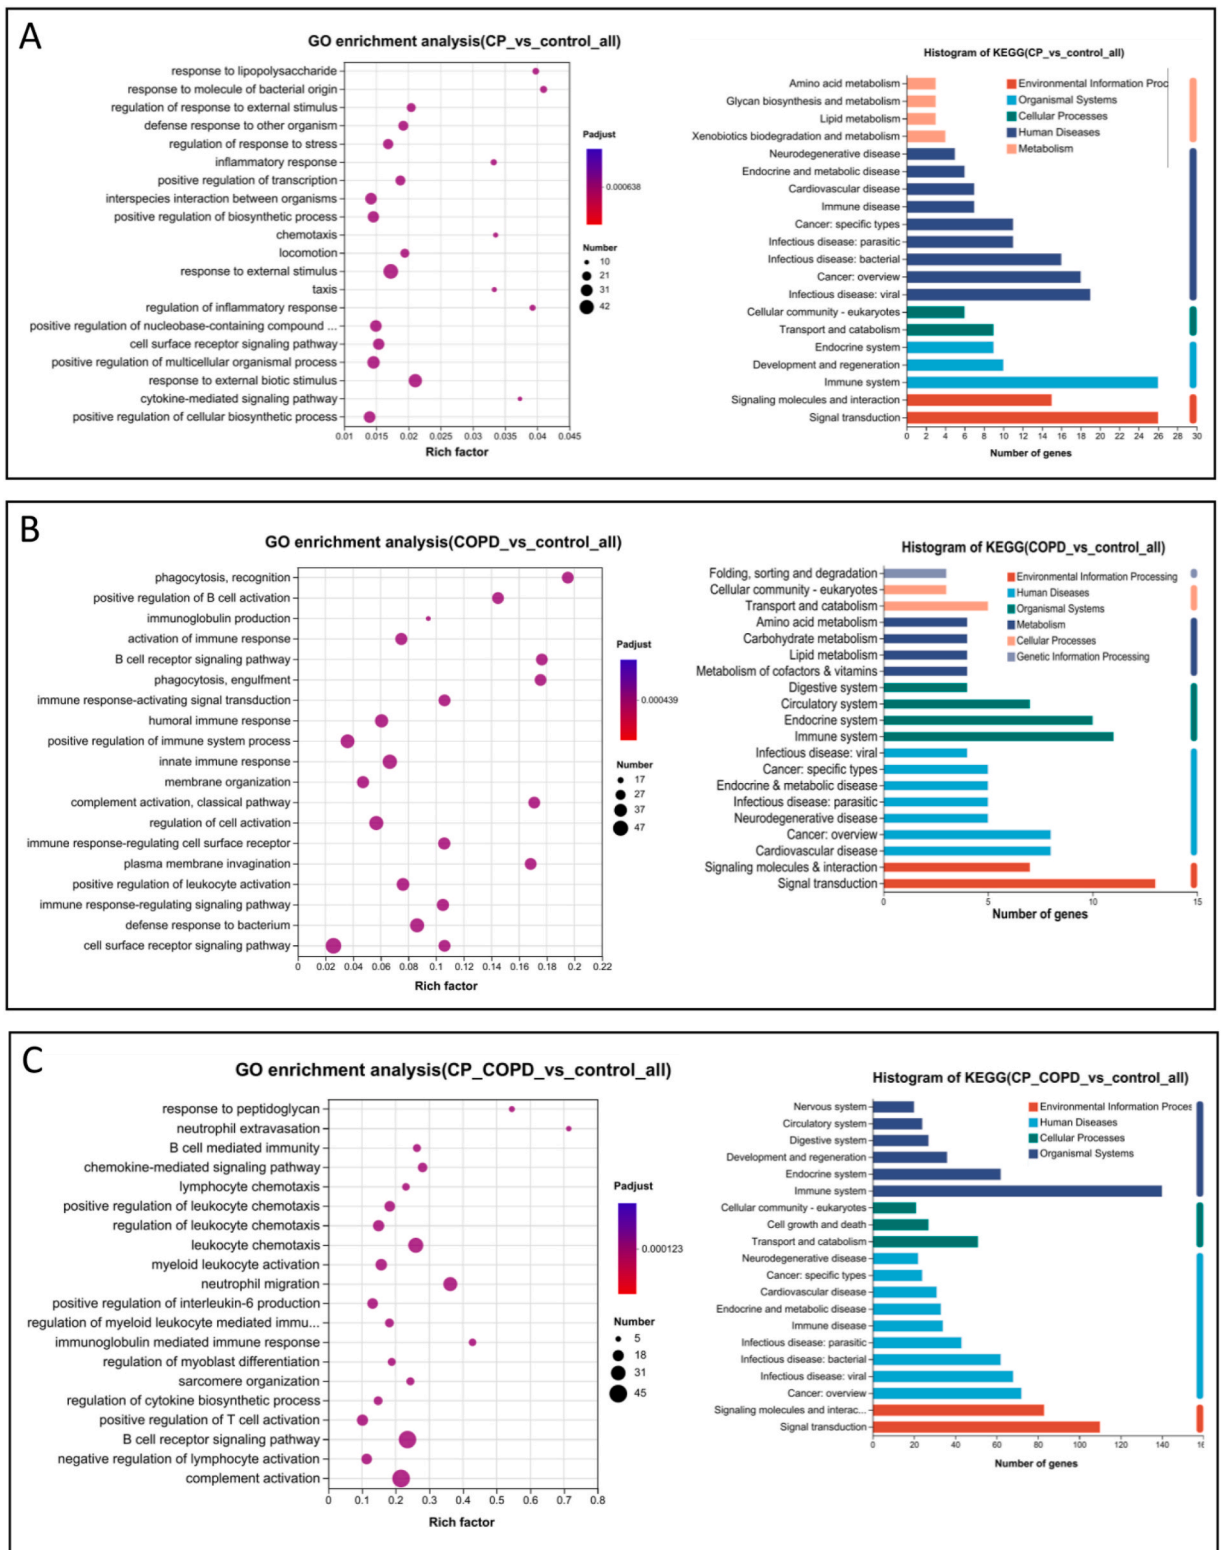 A
GO enrichment analysis(CP_vs_control_all)
response to lipopolysaccharide
response to molecule of bacterial origin
regulation of response to external stimulus
defense response to other organism
regulation of response to stress
inflammatory response
positive regulation of transcription
interspecies interaction between organisms
positive regulation of biosynthetic process
chemotaxis
locomotion
response to external stimulus
taxis
regulation of inflammatory response
positive regulation of nucleobase-containing compound ...
cell surface receptor signaling pathway
positive regulation of multicellular organismal process
response to external biotic stimulus
cytokine-mediated signaling pathway
positive regulation of cellular biosynthetic process
0.01 0.015 0.02 0.025 0.03 0.035 0.04 0.045
Rich factor
Padjust
0.000638
Number
10
21
31
42
Histogram of KEGG(CP_vs_control_all)
Amino acid metabolism
Glycan biosynthesis and metabolism
Lipid metabolism
Xenobiotics biodegradation and metabolism
Neurodegenerative disease
Endocrine and metabolic disease
Cardiovascular disease
Immune disease
Cancer: specific types
Infectious disease: parasitic
Infectious disease: bacterial
Cancer: overview
Infectious disease: viral
Cellular community - eukaryotes
Transport and catabolism
Endocrine system
Development and regeneration
Immune system
Signaling molecules and interaction
Signal transduction
Environmental Information Proc
Organismal Systems
Cellular Processes
Human Diseases
Metabolism
0 2 4 6 8 10 12 14 16 18 20 22 24 26 28 30
Number of genes
B
GO enrichment analysis(COPD_vs_control_all)
phagocytosis, recognition
positive regulation of B cell activation
immunoglobulin production
activation of immune response
B cell receptor signaling pathway
phagocytosis, engulfment
immune response-activating signal transduction
humoral immune response
positive regulation of immune system process
innate immune response
membrane organization
complement activation, classical pathway
regulation of cell activation
immune response-regulating cell surface receptor
plasma membrane invagination
positive regulation of leukocyte activation
immune response-regulating signaling pathway
defense response to bacterium
cell surface receptor signaling pathway
0 0.02 0.04 0.06 0.08 0.1 0.12 0.14 0.16 0.18 0.2 0.22
Rich factor
Padjust
0.000439
Number
17
27
37
47
Histogram of KEGG(COPD_vs_control_all)
Folding, sorting and degradation
Cellular community - eukaryotes
Transport and catabolism
Amino acid metabolism
Carbohydrate metabolism
Lipid metabolism
Metabolism of cofactors & vitamins
Digestive system
Circulatory system
Endocrine system
Immune system
Infectious disease: viral
Cancer: specific types
Endocrine & metabolic disease
Infectious disease: parasitic
Neurodegenerative disease
Cancer: overview
Cardiovascular disease
Signaling molecules & interaction
Signal transduction
Environmental Information Processing
Human Diseases
Organismal Systems
Metabolism
Cellular Processes
Genetic Information Processing
0 5 10 15
Number of genes
C
GO enrichment analysis(CP_COPD_vs_control_all)
response to peptidoglycan
neutrophil extravasation
B cell mediated immunity
chemokine-mediated signaling pathway
lymphocyte chemotaxis
positive regulation of leukocyte chemotaxis
regulation of leukocyte chemotaxis
leukocyte chemotaxis
myeloid leukocyte activation
neutrophil migration
positive regulation of interleukin-6 production
regulation of myeloid leukocyte mediated immu...
immunoglobulin mediated immune response
regulation of myoblast differentiation
sarcomere organization
regulation of cytokine biosynthetic process
positive regulation of T cell activation
B cell receptor signaling pathway
negative regulation of lymphocyte activation
complement activation
0 0.1 0.2 0.3 0.4 0.5 0.6 0.7 0.8
Rich factor
Padjust
0.000123
Number
5
18
31
45
Histogram of KEGG(CP_COPD_vs_control_all)
Nervous system
Circulatory system
Digestive system
Development and regeneration
Endocrine system
Immune system
Cellular community - eukaryotes
Cell growth and death
Transport and catabolism
Neurodegenerative disease
Cancer: specific types
Cardiovascular disease
Endocrine and metabolic disease
Immune disease
Infectious disease: parasitic
Infectious disease: bacterial
Infectious disease: viral
Cancer: overview
Signaling molecules and interac...
Signal transduction
Environmental Information Proces
Human Diseases
Cellular Processes
Organismal Systems
0 20 40 60 80 100 120 140
Number of genes